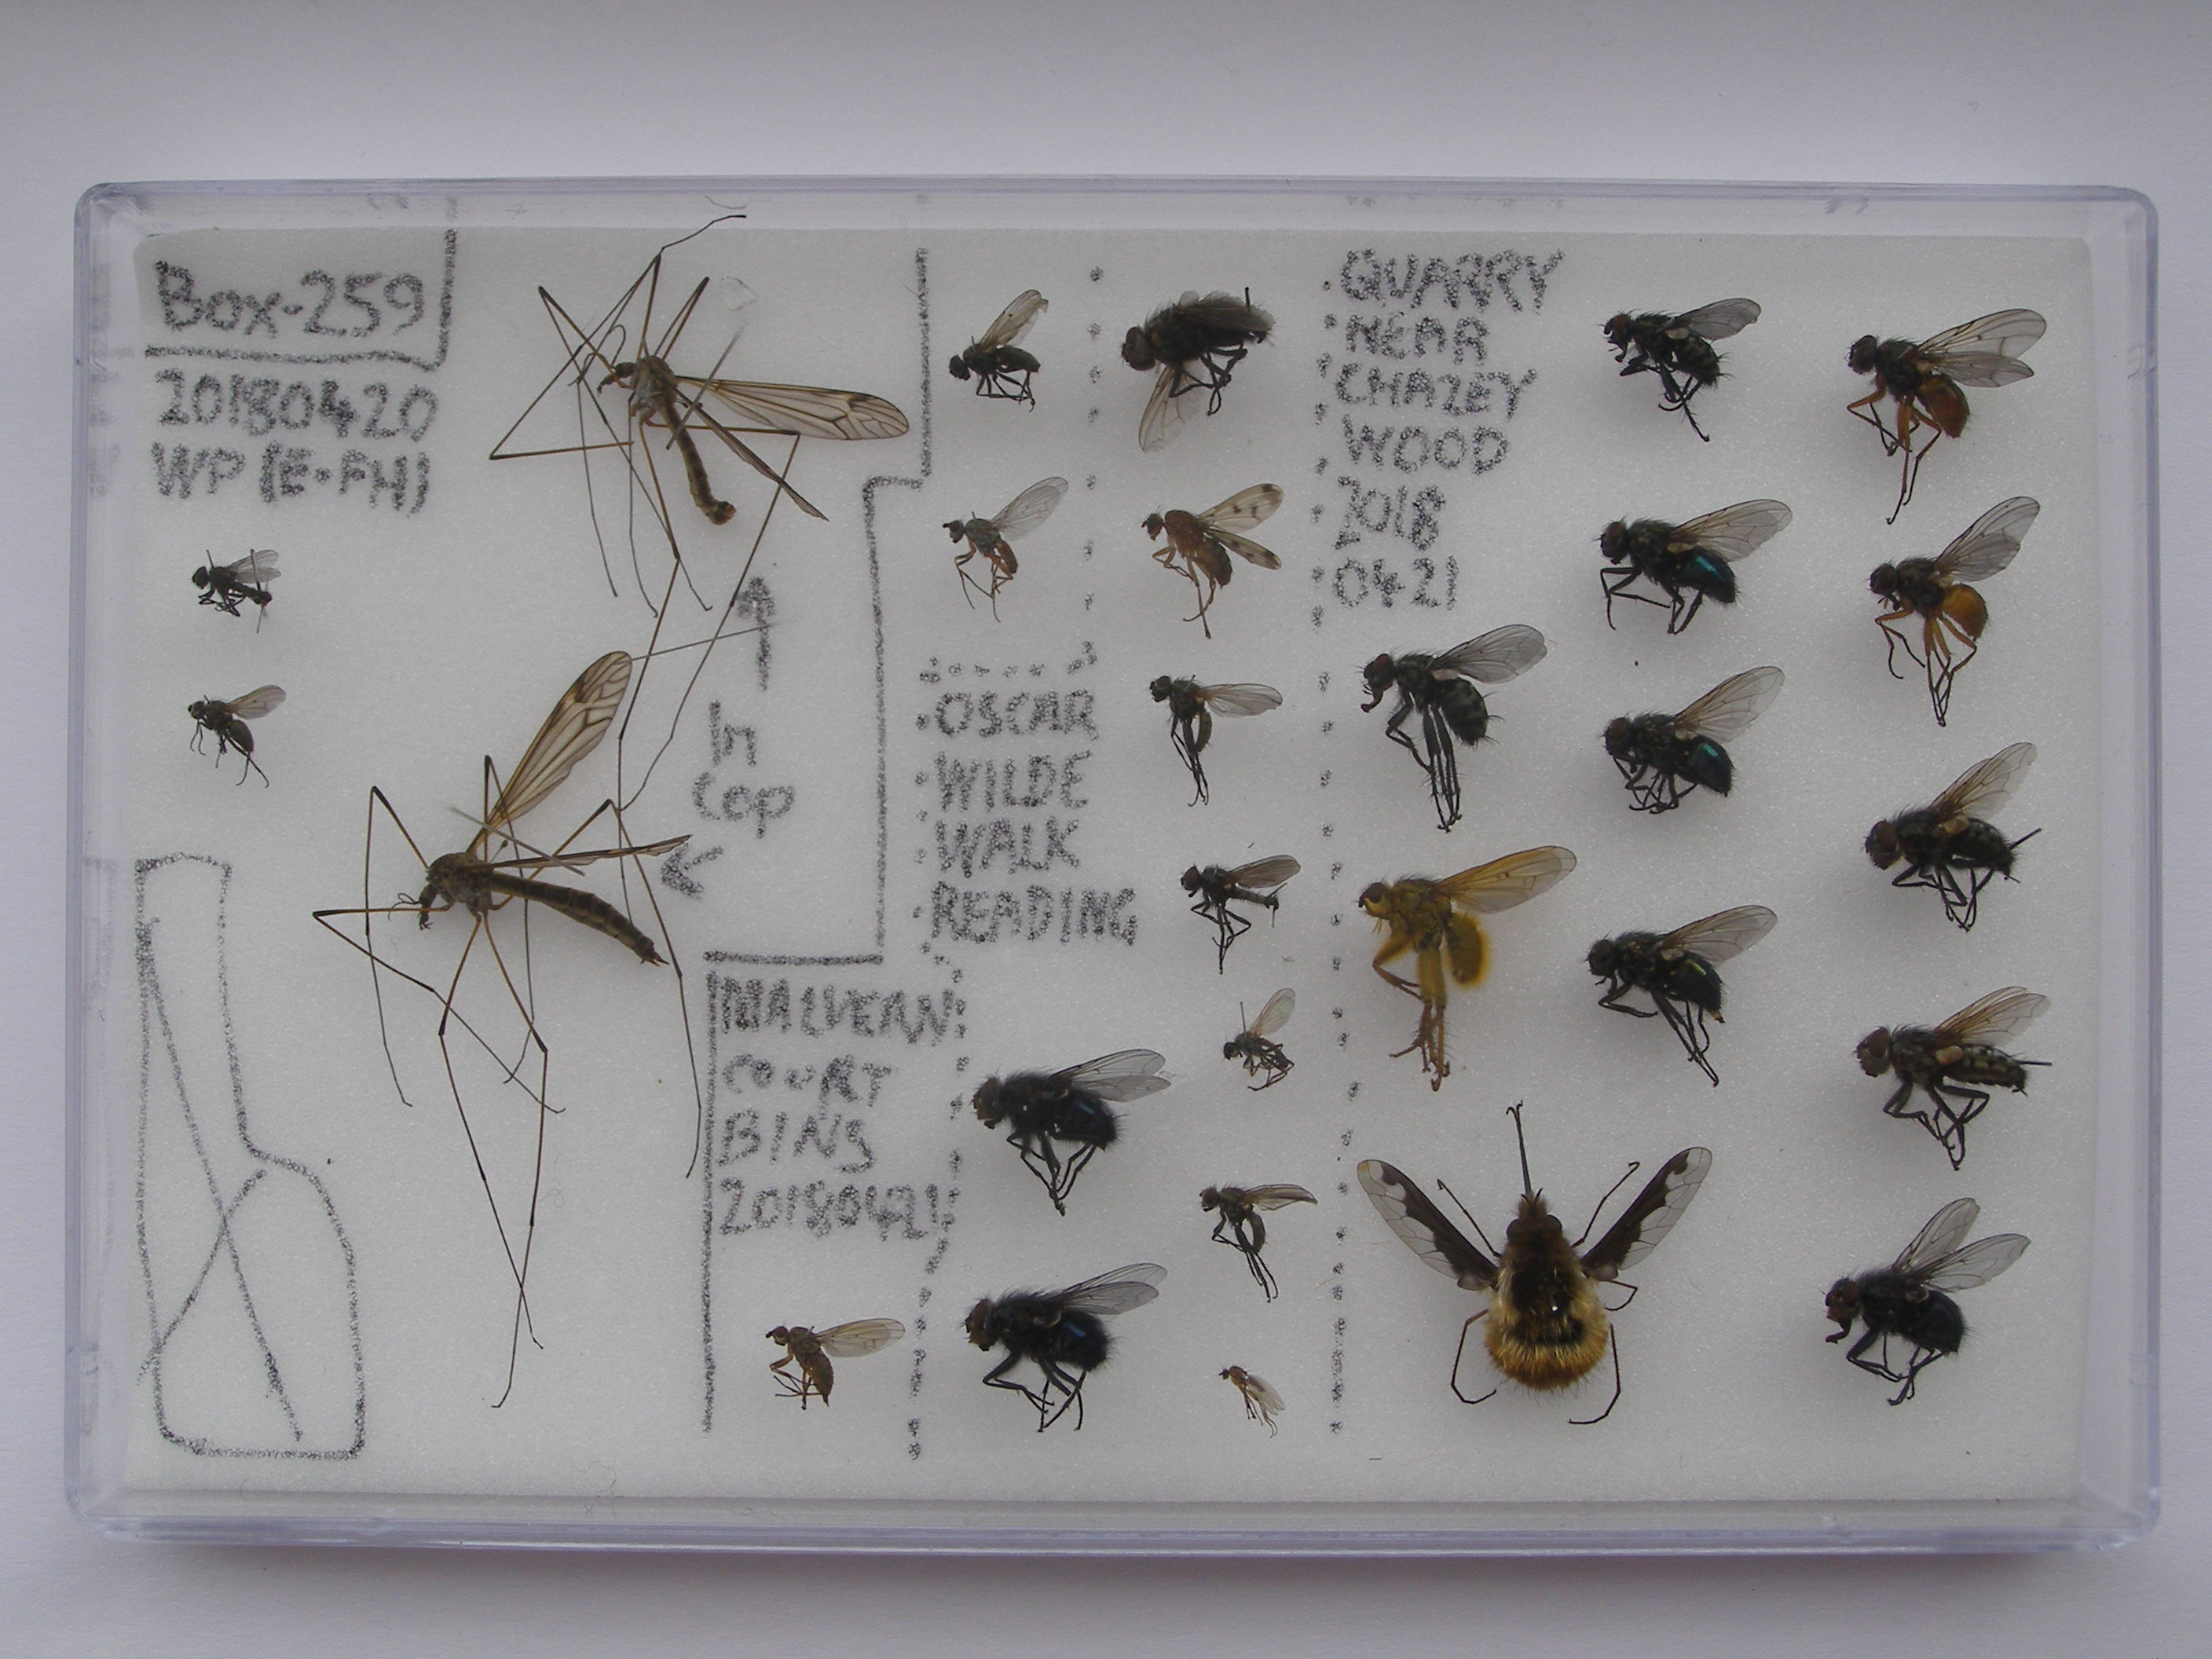 Box-259
20180420
WP (E·FH)
In
Cop
MALVERN
COURT
BINS
20180421
OSCAR
WILDE
WALK
READING
QUARRY
NEAR
CHAZEY
WOOD
2018
0421